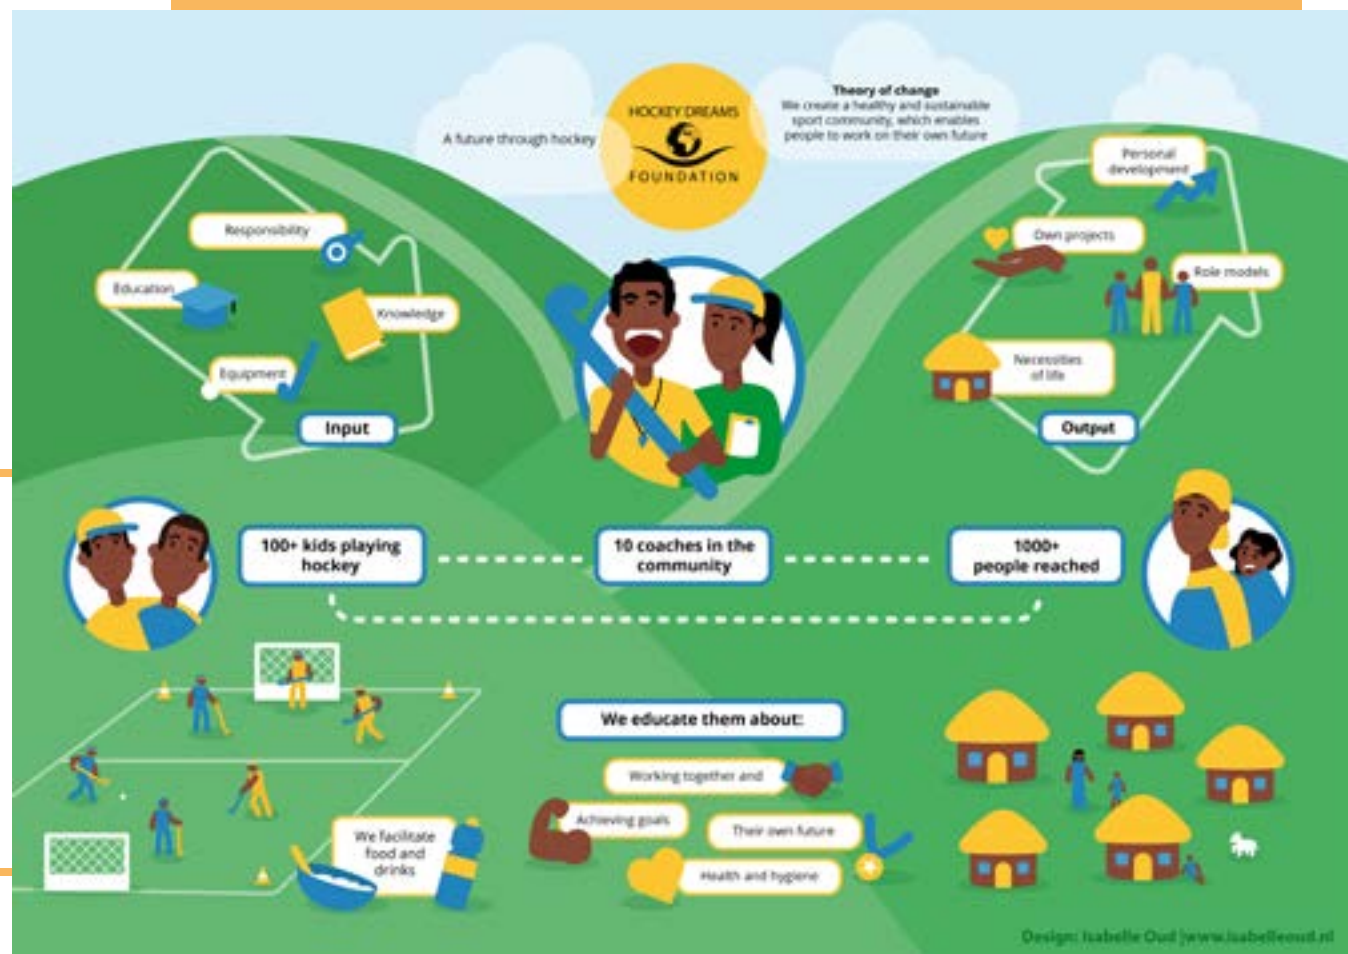 A future through hockey
HOCKEY DREAMS
FOUNDATION
Theory of change
We create a healthy and sustainable
sport community, which enables
people to work on their own future
Responsibility
Education
Knowledge
Equipment
Input
Personal
development
Own projects
Role models
Necessities
of life
Output
100+ kids playing
hockey
10 coaches in the
community
1000+
people reached
We educate them about:
Working together and
Achieving goals
Their own future
Health and hygiene
We facilitate
food and
drinks
Design: Isabelle Oud |www.isabelleoud.nl